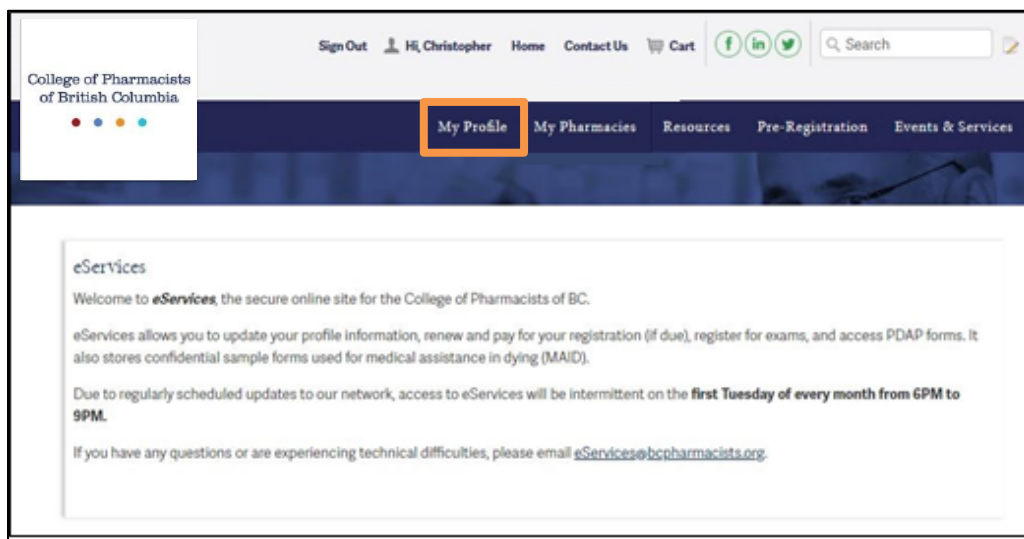 Sign Out Hi, Christopher Home Contact Us Cart Search
College of Pharmacists
of British Columbia
My Profile My Pharmacies Resources Pre-Registration Events & Services
eServices
Welcome to eServices, the secure online site for the College of Pharmacists of BC.
eServices allows you to update your profile information, renew and pay for your registration (if due), register for exams, and access PDAP forms. It
also stores confidential sample forms used for medical assistance in dying (MAID).
Due to regularly scheduled updates to our network, access to eServices will be intermittent on the first Tuesday of every month from 6PM to
9PM.
If you have any questions or are experiencing technical difficulties, please email eServices@bcpharmacists.org.